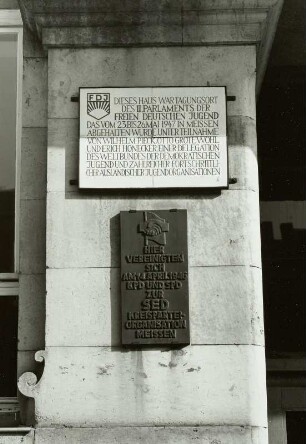 FDJ
DIESES HAUS WAR TAGUNGSORT
DES II. PARLAMENTS DER
FREIEN DEUTSCHEN JUGEND
DAS VOM 23. BIS 26. MAI 1947 IN MEISSEN
ABGEHALTEN WURDE UNTER TEILNAHME
VON WILHELM PIECK, OTTO GROTEWOHL
UND ERICH HONECKER, EINER DELEGATION
DES WELTBUNDES DER DEMOKRATISCHEN
JUGEND UND ZAHLREICHER FORTSCHRITTLI-
CHER AUSLÄNDISCHER JUGENDORGANISATIONEN
HIER
VEREINIGTEN
SICH
APRIL 1946
KPD UND SPD
ZUR
SED
KREISPARTEI-
ORGANISATION
MEISSEN